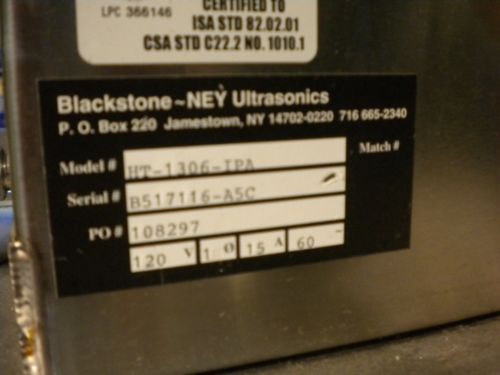 LPC 366146
CERTIFIED TO
ISA STD 82.02.01
CSA STD C22.2 NO. 1010.1
Blackstone~NEY Ultrasonics
P. O. Box 220 Jamestown, NY 14702-0220 716 665-2340
Model # HT-1306-IPA Match #
Serial # B517116-A5C
PO # 108297
120 V 1 Ø 15 A 60 ~